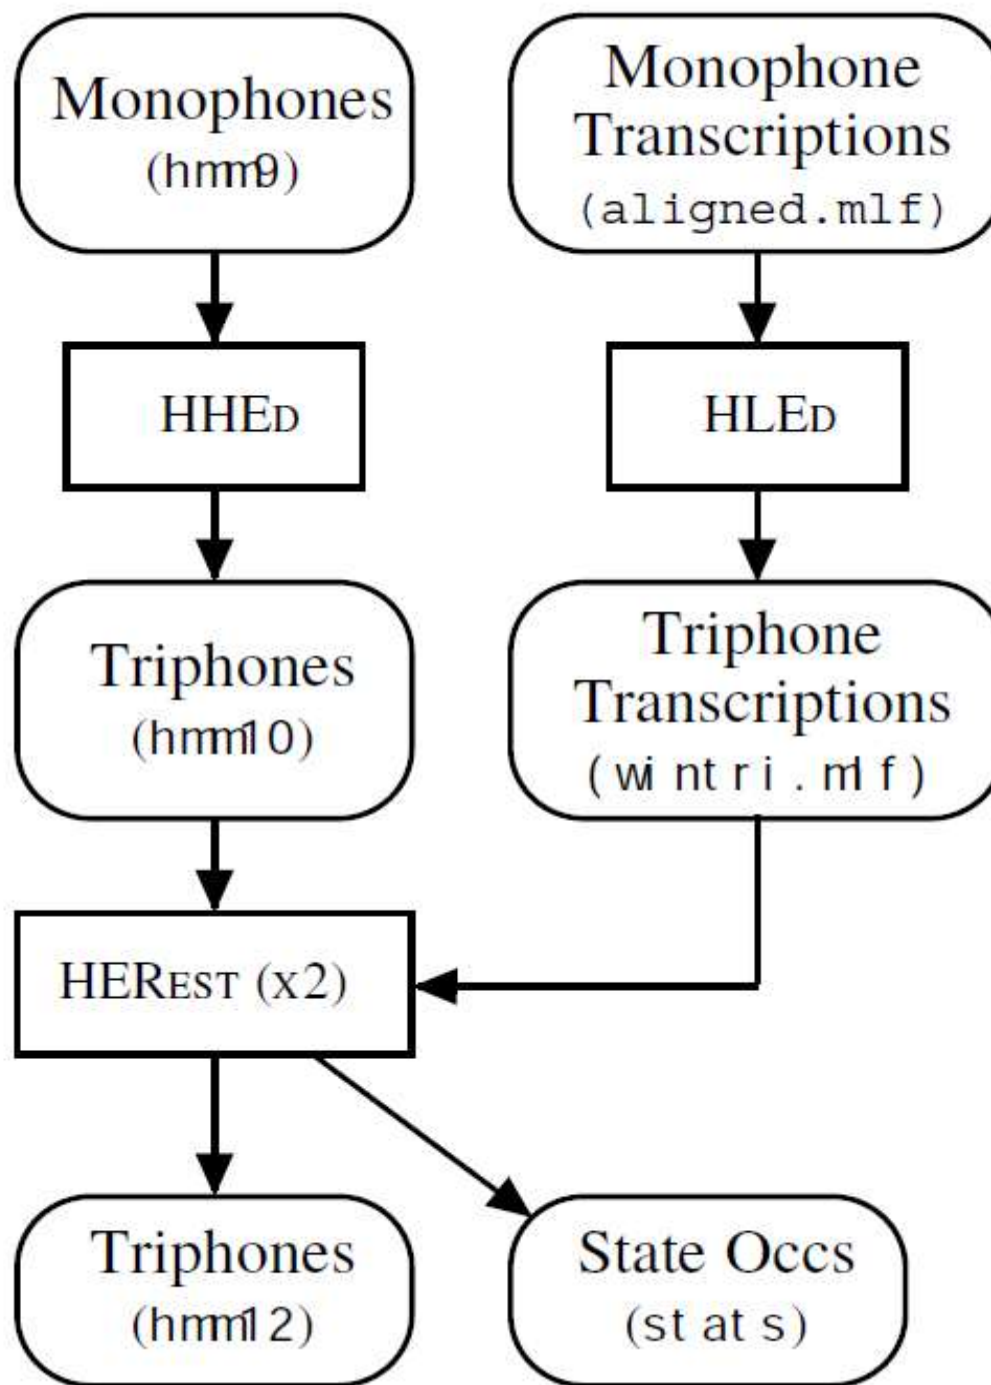 Monophones
(hmm9)
Monophone
Transcriptions
(aligned.mlf)
HHED
HLED
Triphones
(hmm10)
Triphone
Transcriptions
(wintri.mlf)
HEREST (X2)
Triphones
(hmm12)
State Occs
(stats)